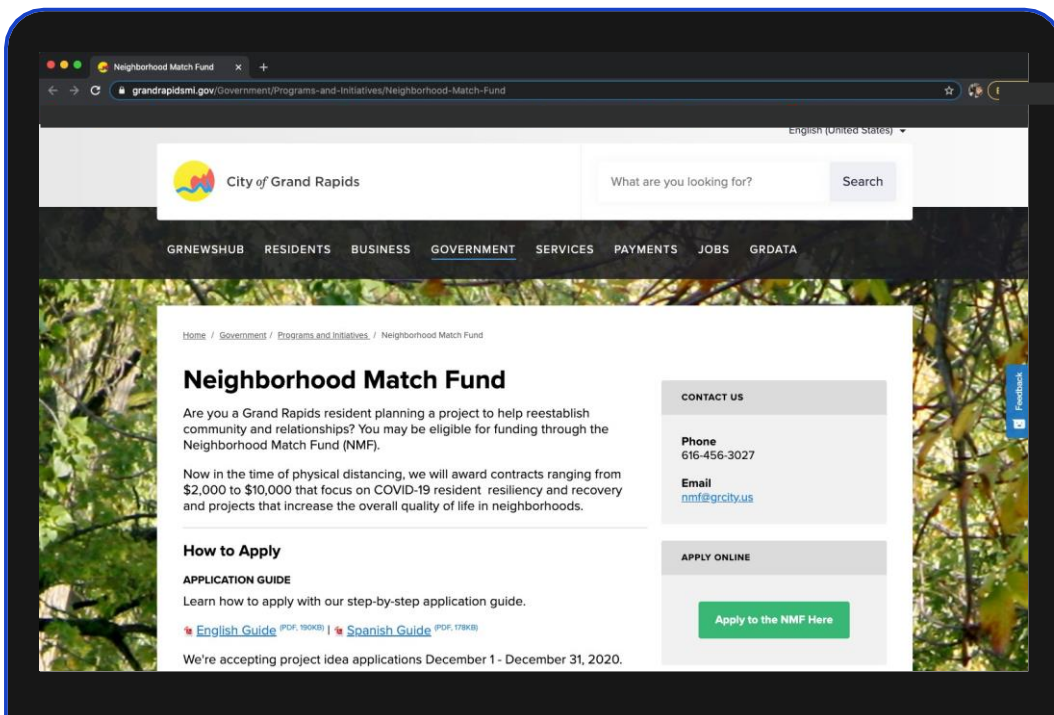 Neighborhood Match Fund
grandrapidsmi.gov/Government/Programs-and-Initiatives/Neighborhood-Match-Fund
English (United States)
City of Grand Rapids
What are you looking for?
Search
GRNEWSHUB RESIDENTS BUSINESS GOVERNMENT SERVICES PAYMENTS JOBS GRDATA
Home / Government / Programs and Initiatives / Neighborhood Match Fund
Neighborhood Match Fund
Are you a Grand Rapids resident planning a project to help reestablish
community and relationships? You may be eligible for funding through the
Neighborhood Match Fund (NMF).
Now in the time of physical distancing, we will award contracts ranging from
$2,000 to $10,000 that focus on COVID-19 resident resiliency and recovery
and projects that increase the overall quality of life in neighborhoods.
How to Apply
APPLICATION GUIDE
Learn how to apply with our step-by-step application guide.
English Guide (PDF, 190KB) | Spanish Guide (PDF, 178KB)
We're accepting project idea applications December 1 - December 31, 2020.
CONTACT US
Phone
616-456-3027
Email
nmf@grcity.us
APPLY ONLINE
Apply to the NMF Here
Feedback